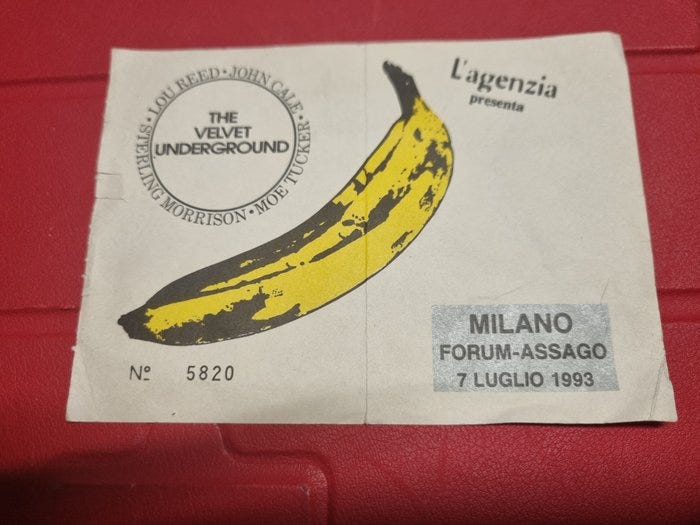 • LOU REED • JOHN CALE • MOE TUCKER • STERLING MORRISON
THE
VELVET
UNDERGROUND
L'agenzia
presenta
Nº 5820
MILANO
FORUM-ASSAGO
7 LUGLIO 1993